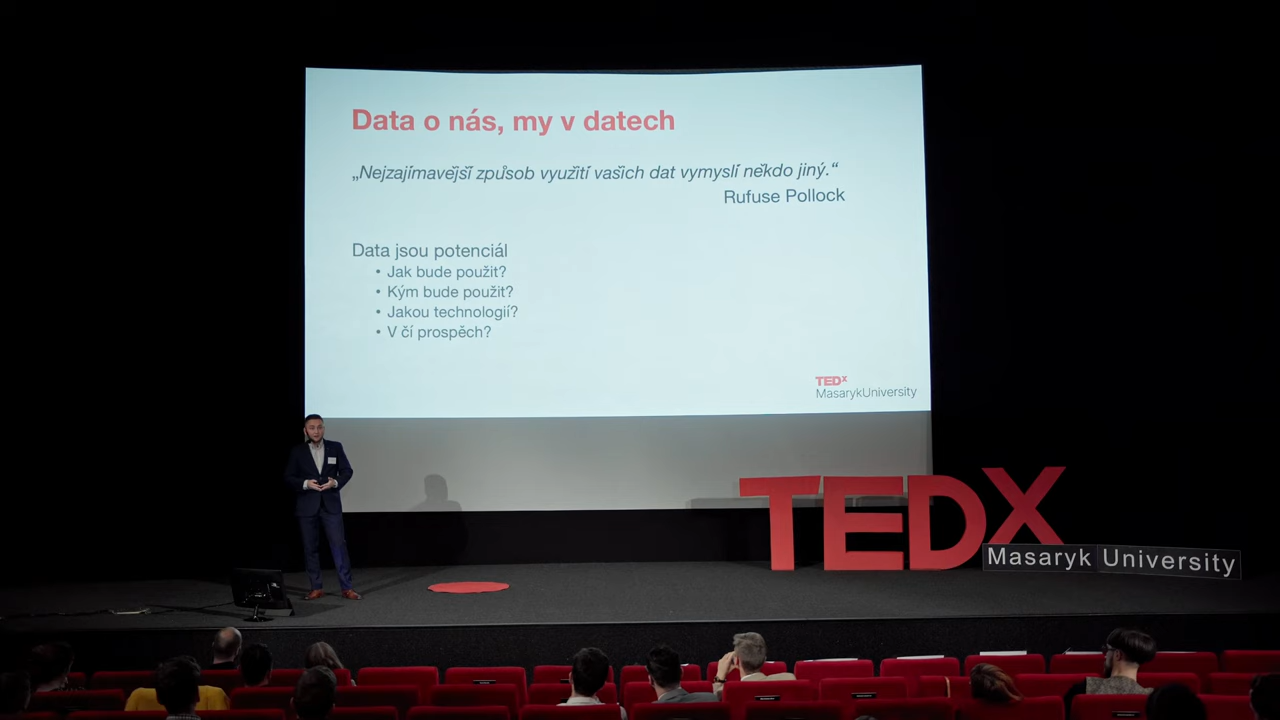 Data o nás, my v datech
„Nejzajímavější způsob využití vašich dat vymyslí někdo jiný.“
Rufuse Pollock
Data jsou potenciál
• Jak bude použit?
• Kým bude použit?
• Jakou technologií?
• V čí prospěch?
TEDx
MasarykUniversity
TEDX
Masaryk University